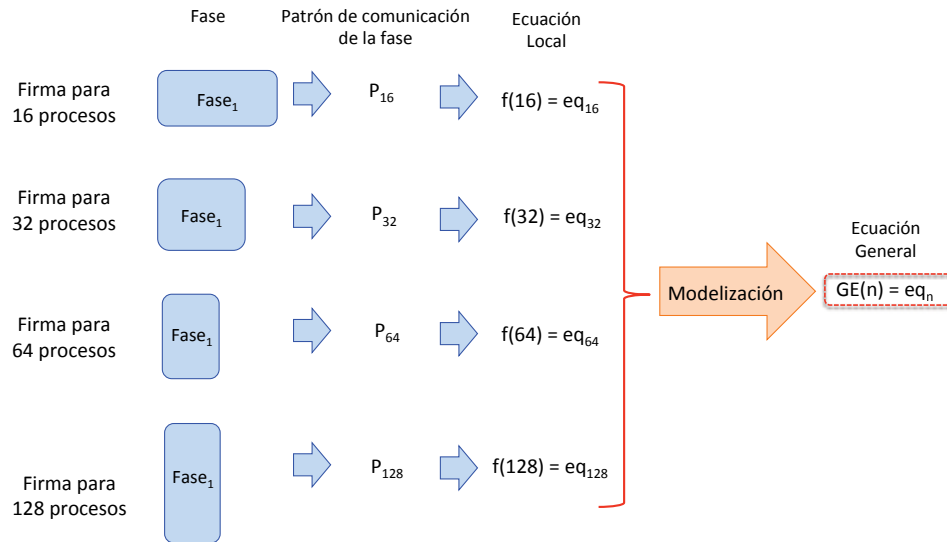 Fase
Patrón de comunicación
de la fase
Ecuación
Local
Firma para
16 procesos
Fase₁
P₁₆
f(16) = eq₁₆
Firma para
32 procesos
Fase₁
P₃₂
f(32) = eq₃₂
Firma para
64 procesos
Fase₁
P₆₄
f(64) = eq₆₄
Firma para
128 procesos
Fase₁
P₁₂₈
f(128) = eq₁₂₈
Modelización
Ecuación
General
GE(n) = eqₙ